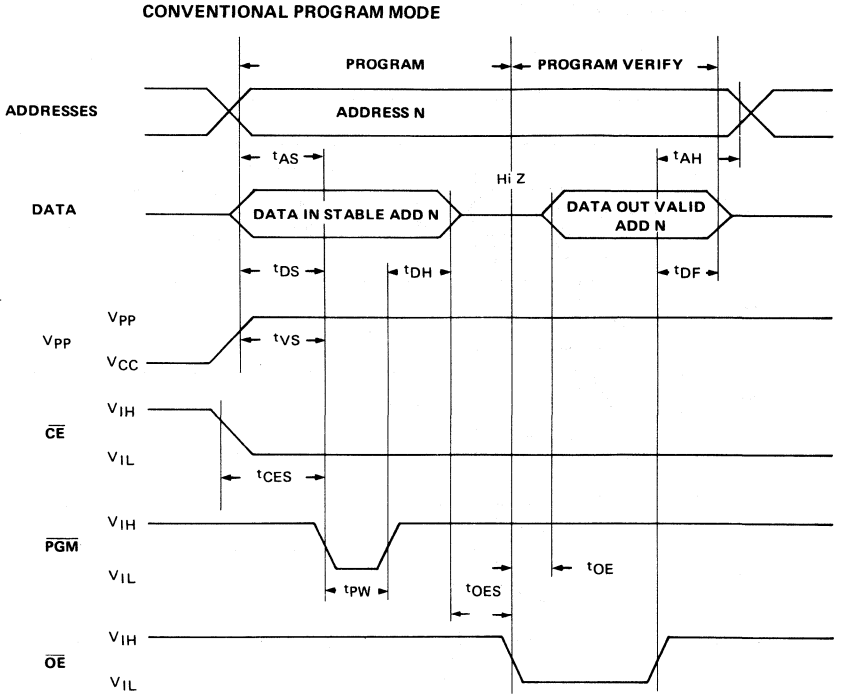 CONVENTIONAL PROGRAM MODE
PROGRAM
PROGRAM VERIFY
ADDRESSES
ADDRESS N
tAS
tAH
Hi Z
DATA
DATA IN STABLE ADD N
DATA OUT VALID
ADD N
tDS
tDH
tDF
VPP
VPP
tVS
VCC
VIH
CE
VIL
tCES
VIH
PGM
VIL
tPW
tOES
tOE
VIH
OE
VIL